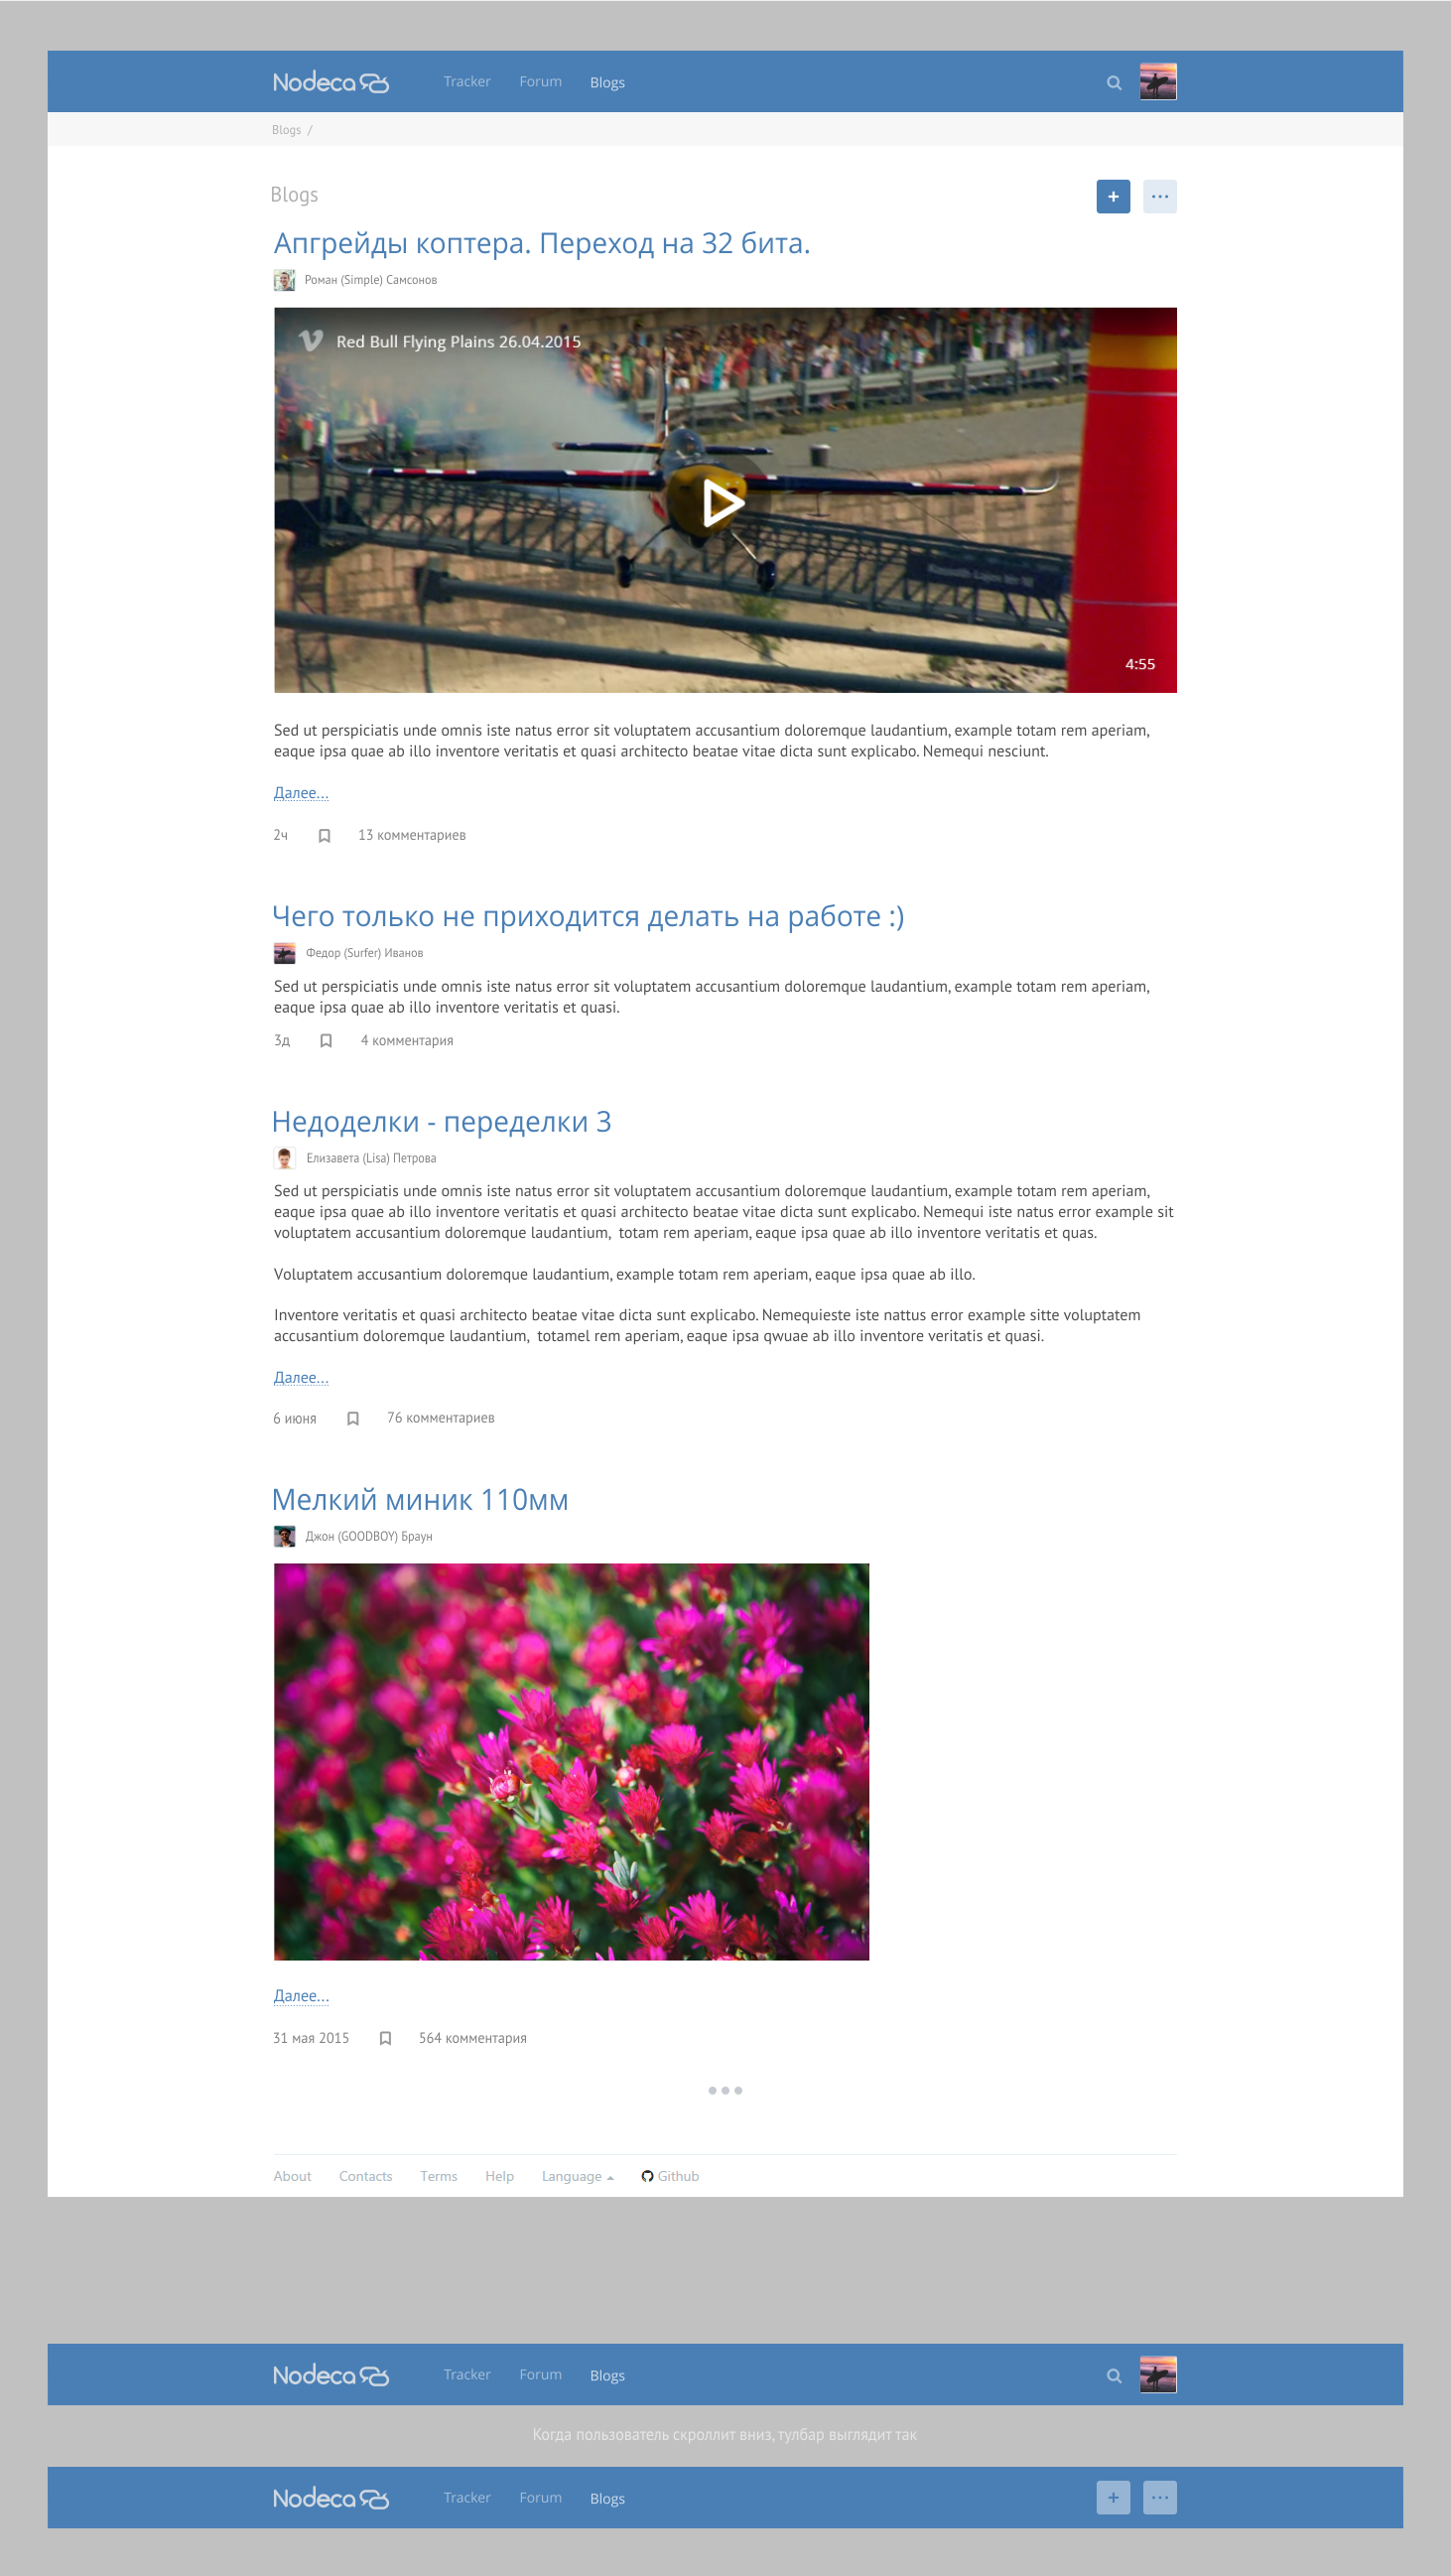 Nodeca
Tracker Forum Blogs
Blogs /
Blogs
+ ...
Апгрейды коптера. Переход на 32 бита.
Роман (Simple) Самсонов
Red Bull Flying Plains 26.04.2015
4:55
Sed ut perspiciatis unde omnis iste natus error sit voluptatem accusantium doloremque laudantium, example totam rem aperiam,
eaque ipsa quae ab illo inventore veritatis et quasi architecto beatae vitae dicta sunt explicabo. Nemequi nesciunt.
Далее...
2ч 13 комментариев
Чего только не приходится делать на работе :)
Федор (Surfer) Иванов
Sed ut perspiciatis unde omnis iste natus error sit voluptatem accusantium doloremque laudantium, example totam rem aperiam,
eaque ipsa quae ab illo inventore veritatis et quasi.
3д 4 комментария
Недоделки - переделки 3
Елизавета (Lisa) Петрова
Sed ut perspiciatis unde omnis iste natus error sit voluptatem accusantium doloremque laudantium, example totam rem aperiam,
eaque ipsa quae ab illo inventore veritatis et quasi architecto beatae vitae dicta sunt explicabo. Nemequi iste natus error example sit
voluptatem accusantium doloremque laudantium, totam rem aperiam, eaque ipsa quae ab illo inventore veritatis et quas.
Voluptatem accusantium doloremque laudantium, example totam rem aperiam, eaque ipsa quae ab illo.
Inventore veritatis et quasi architecto beatae vitae dicta sunt explicabo. Nemequieste iste nattus error example sitte voluptatem
accusantium doloremque laudantium, totamel rem aperiam, eaque ipsa qwuae ab illo inventore veritatis et quasi.
Далее...
6 июня 76 комментариев
Мелкий миник 110мм
Джон (GOODBOY) Браун
Далее...
31 мая 2015 564 комментария
About Contacts Terms Help Language Github
Nodeca
Tracker Forum Blogs
Когда пользователь скроллит вниз, тулбар выглядит так
Nodeca
Tracker Forum Blogs
+ ...